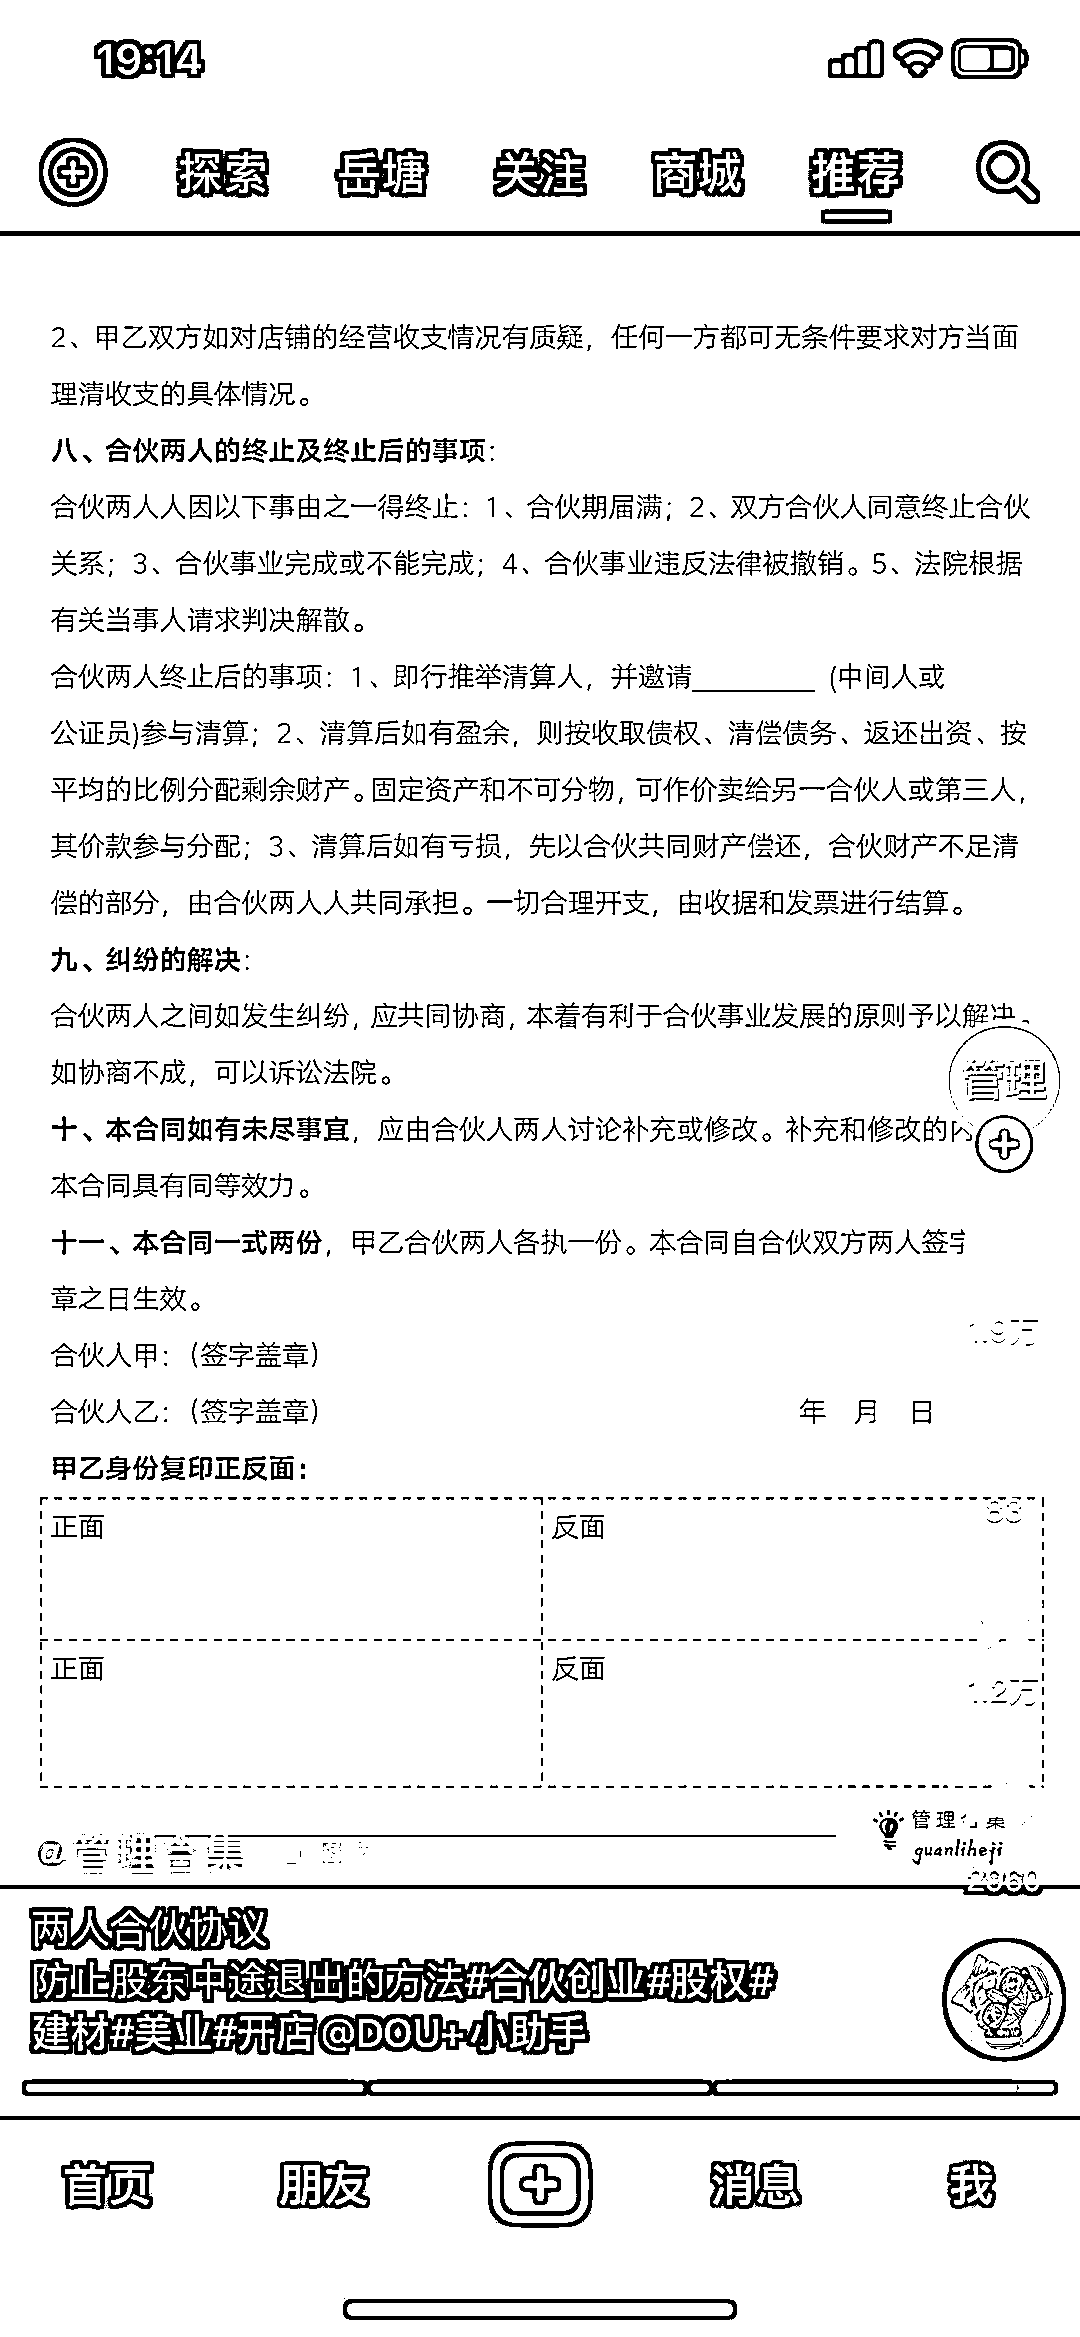 19:14
探索 岳塘 关注 商城 推荐
2、甲乙双方如对店铺的经营收支情况有质疑，任何一方都可无条件要求对方当面
理清收支的具体情况。
八、合伙两人的终止及终止后的事项：
合伙两人人因以下事由之一得终止：1、合伙期届满；2、双方合伙人同意终止合伙
关系；3、合伙事业完成或不能完成；4、合伙事业违反法律被撤销。5、法院根据
有关当事人请求判决解散。
合伙两人终止后的事项：1、即行推举清算人，并邀请_________ (中间人或
公证员)参与清算；2、清算后如有盈余，则按收取债权、清偿债务、返还出资、按
平均的比例分配剩余财产。固定资产和不可分物，可作价卖给另一合伙人或第三人，
其价款参与分配；3、清算后如有亏损，先以合伙共同财产偿还，合伙财产不足清
偿的部分，由合伙两人人共同承担。一切合理开支，由收据和发票进行结算。
九、纠纷的解决：
合伙两人之间如发生纠纷，应共同协商，本着有利于合伙事业发展的原则予以解决。
如协商不成，可以诉讼法院。
管理
十、本合同如有未尽事宜，应由合伙人两人讨论补充或修改。补充和修改的
本合同具有同等效力。
十一、本合同一式两份，甲乙合伙两人各执一份。本合同自合伙双方两人签字
章之日生效。
1.9万
合伙人甲：（签字盖章）
合伙人乙：（签字盖章） 年 月 日
甲乙身份复印正反面：
正面 反面
83
正面 反面
1.2万
管理合集
guanliheji
@管理合集
2960
两人合伙协议
防止股东中途退出的方法#合伙创业#股权#
建材#美业#开店@DOU+小助手
首页 朋友 消息 我